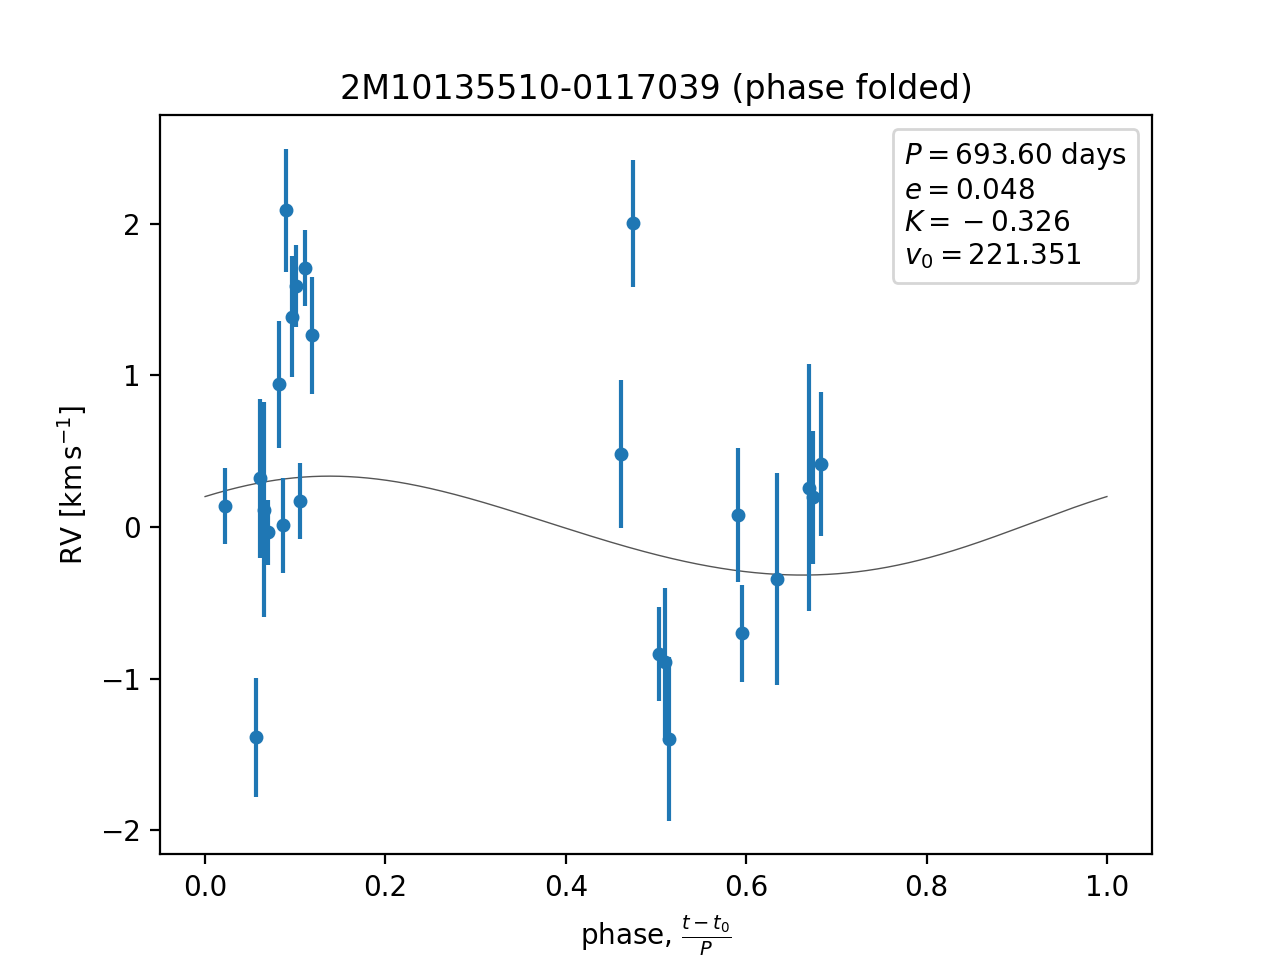 2M10135510-0117039 (phase folded)
P = 693.60 days
e = 0.048
K = −0.326
v₀ = 221.351
2
1
0
−1
−2
RV [km s⁻¹]
0.0 0.2 0.4 0.6 0.8 1.0
phase, (t − t₀)/P